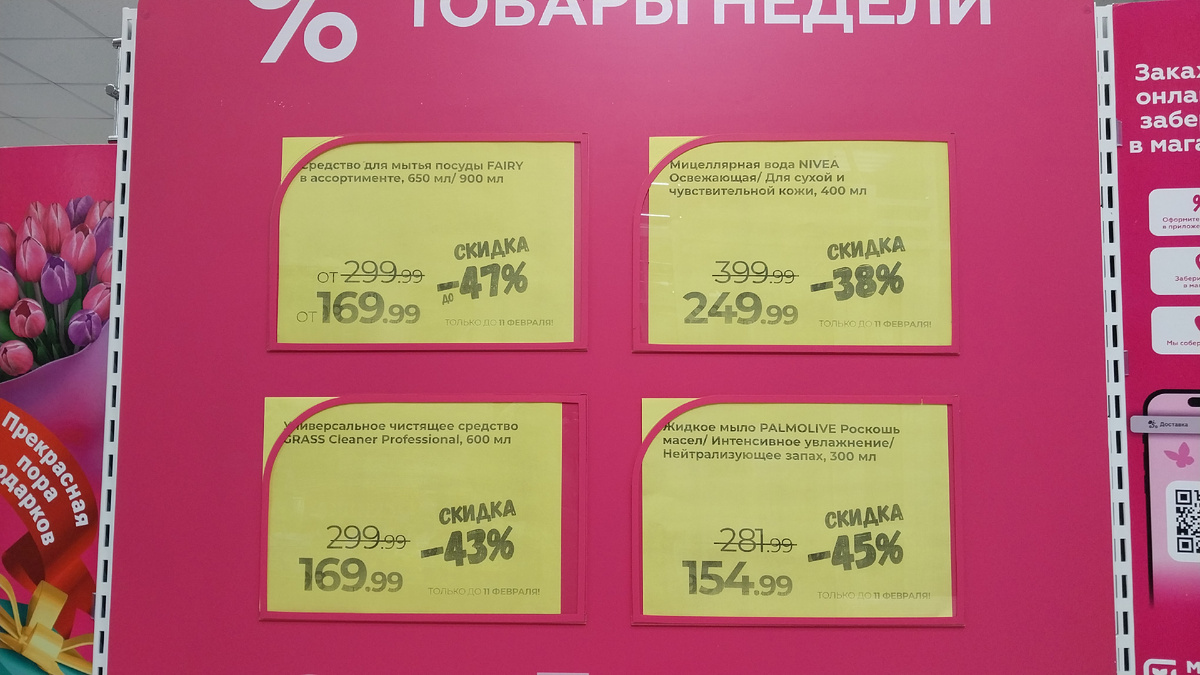 % ТОВАРЫ НЕДЕЛИ
Средство для мытья посуды FAIRY
в ассортименте, 650 мл/ 900 мл
СКИДКА
ОТ 299.99
ДО -47%
ОТ 169.99
ТОЛЬКО ДО 11 ФЕВРАЛЯ!
Мицеллярная вода NIVEA
Освежающая/ Для сухой и
чувствительной кожи, 400 мл
СКИДКА
399.99
-38%
249.99
ТОЛЬКО ДО 11 ФЕВРАЛЯ!
Универсальное чистящее средство
GRASS Cleaner Professional, 600 мл
СКИДКА
299.99
-43%
169.99
ТОЛЬКО ДО 11 ФЕВРАЛЯ!
Жидкое мыло PALMOLIVE Роскошь
масел/ Интенсивное увлажнение/
Нейтрализующее запах, 300 мл
СКИДКА
281.99
-45%
154.99
ТОЛЬКО ДО 11 ФЕВРАЛЯ!
Прекрасная
пора
в мага
Доставка